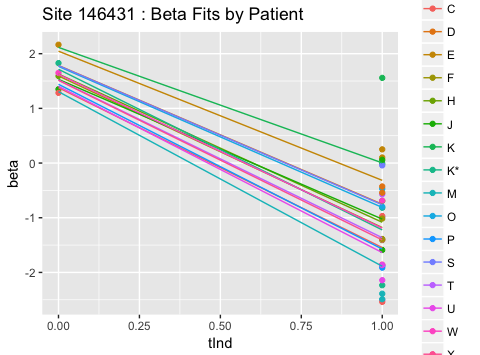 Site 146431 : Beta Fits by Patient
beta
2
1
0
-1
-2
0.00
0.25
0.50
0.75
1.00
tInd
C
D
E
F
H
J
K
K*
M
O
P
S
T
U
W